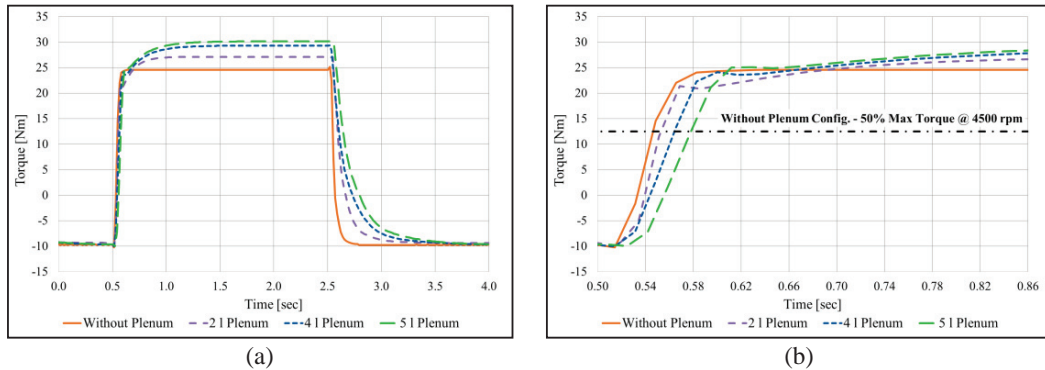 35
30
25
20
15
10
5
0
-5
-10
-15
Torque [Nm]
0.0 0.5 1.0 1.5 2.0 2.5 3.0 3.5 4.0
Time [sec]
Without Plenum 2 l Plenum 4 l Plenum 5 l Plenum
(a)
35
30
25
20
15
10
5
0
-5
-10
-15
Torque [Nm]
Without Plenum Config. - 50% Max Torque @ 4500 rpm
0.50 0.54 0.58 0.62 0.66 0.70 0.74 0.78 0.82 0.86
Time [sec]
Without Plenum 2 l Plenum 4 l Plenum 5 l Plenum
(b)